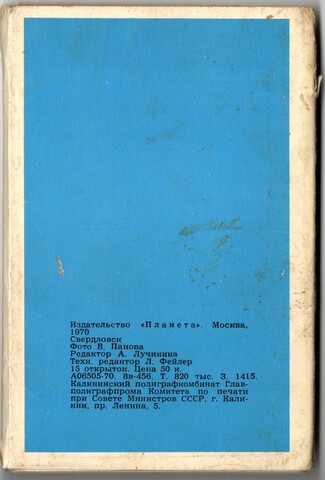 Издательство «Планета». Москва,
1970
Свердловск
Фото В. Панова
Редактор А. Лучинина
Техн. редактор Л. Фейлер
15 открыток. Цена 50 к.
А06505-70. 8в-456. Т. 820 тыс. З. 1415.
Калининский полиграфкомбинат Глав-
полиграфпрома Комитета по печати
при Совете Министров СССР, г. Кали-
нин, пр. Ленина, 5.